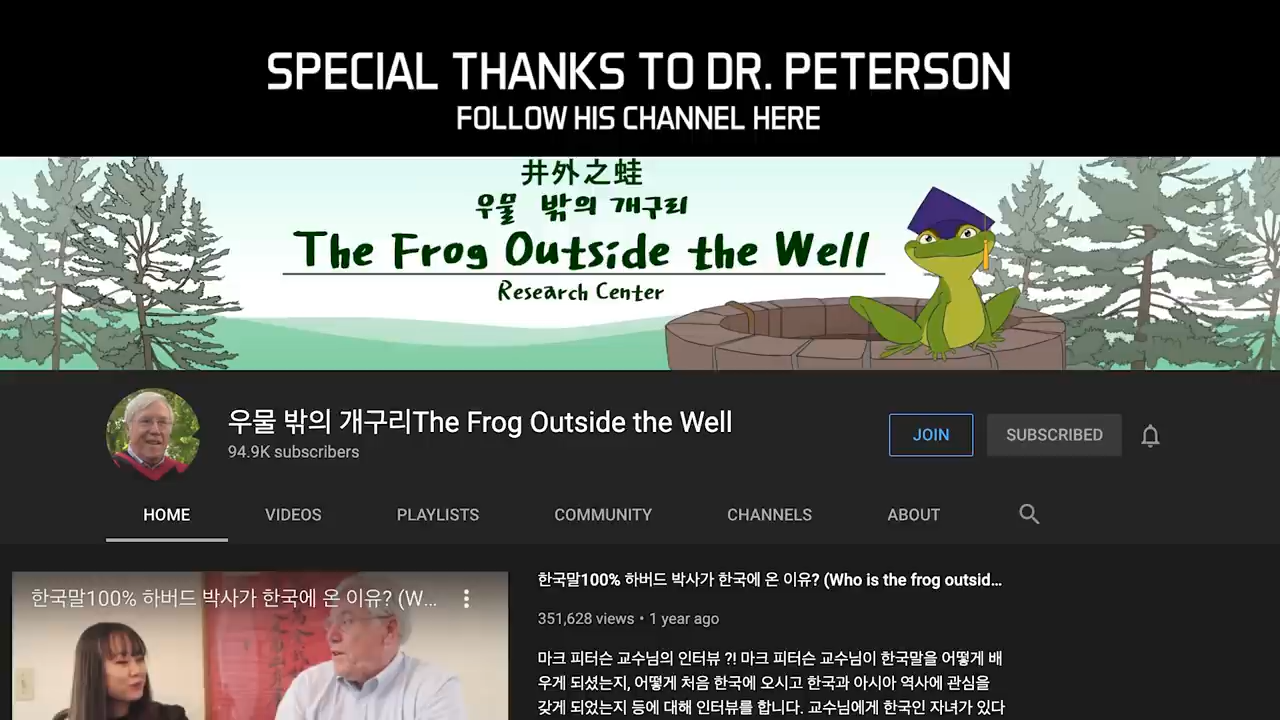 SPECIAL THANKS TO DR. PETERSON
FOLLOW HIS CHANNEL HERE
井外之蛙
우물 밖의 개구리
The Frog Outside the Well
Research Center
우물 밖의 개구리The Frog Outside the Well
94.9K subscribers
JOIN
SUBSCRIBED
HOME
VIDEOS
PLAYLISTS
COMMUNITY
CHANNELS
ABOUT
한국말100% 하버드 박사가 한국에 온 이유? (W...
한국말100% 하버드 박사가 한국에 온 이유? (Who is the frog outsid...
351,628 views • 1 year ago
마크 피터슨 교수님의 인터뷰 ?! 마크 피터슨 교수님이 한국말을 어떻게 배
우게 되셨는지, 어떻게 처음 한국에 오시고 한국과 아시아 역사에 관심을
갖게 되었는지 등에 대해 인터뷰를 합니다. 교수님에게 한국인 자녀가 있다